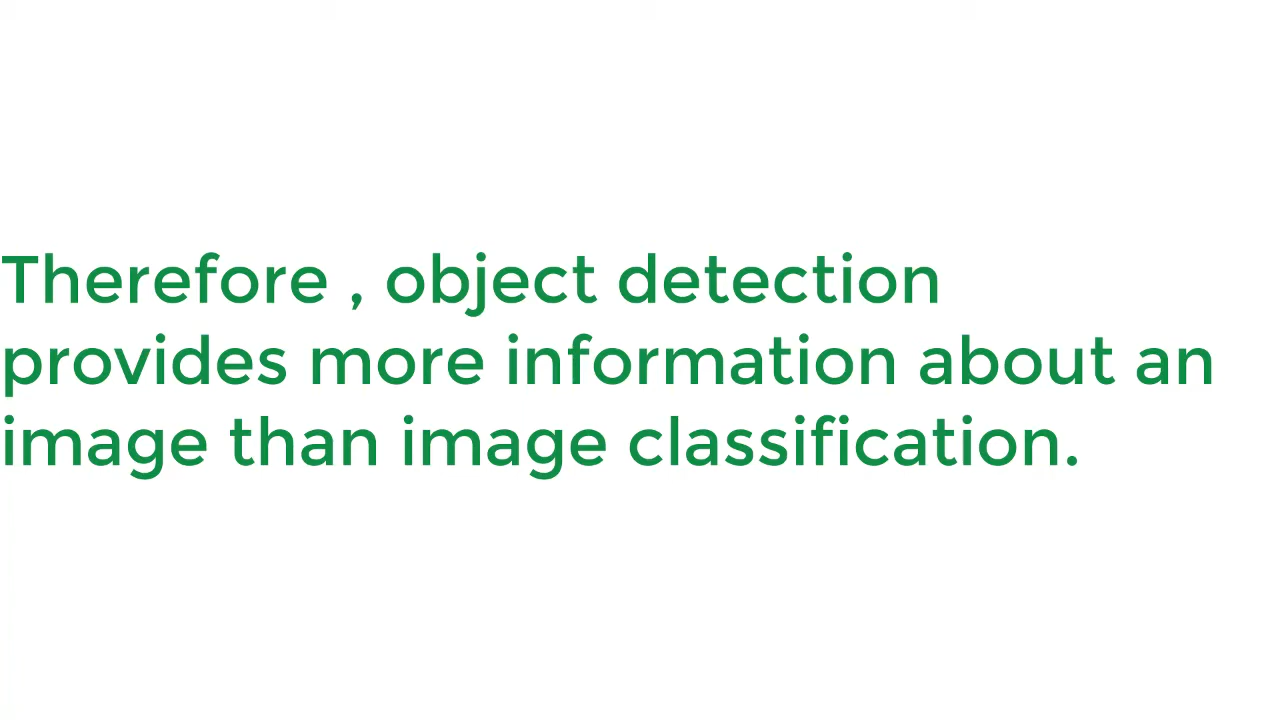 Therefore , object detection
provides more information about an
image than image classification.